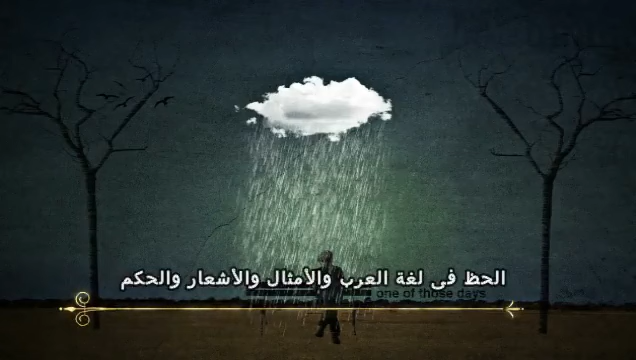 الحظ فى لغة العرب والأمثال والأشعار والحكم
one of those days